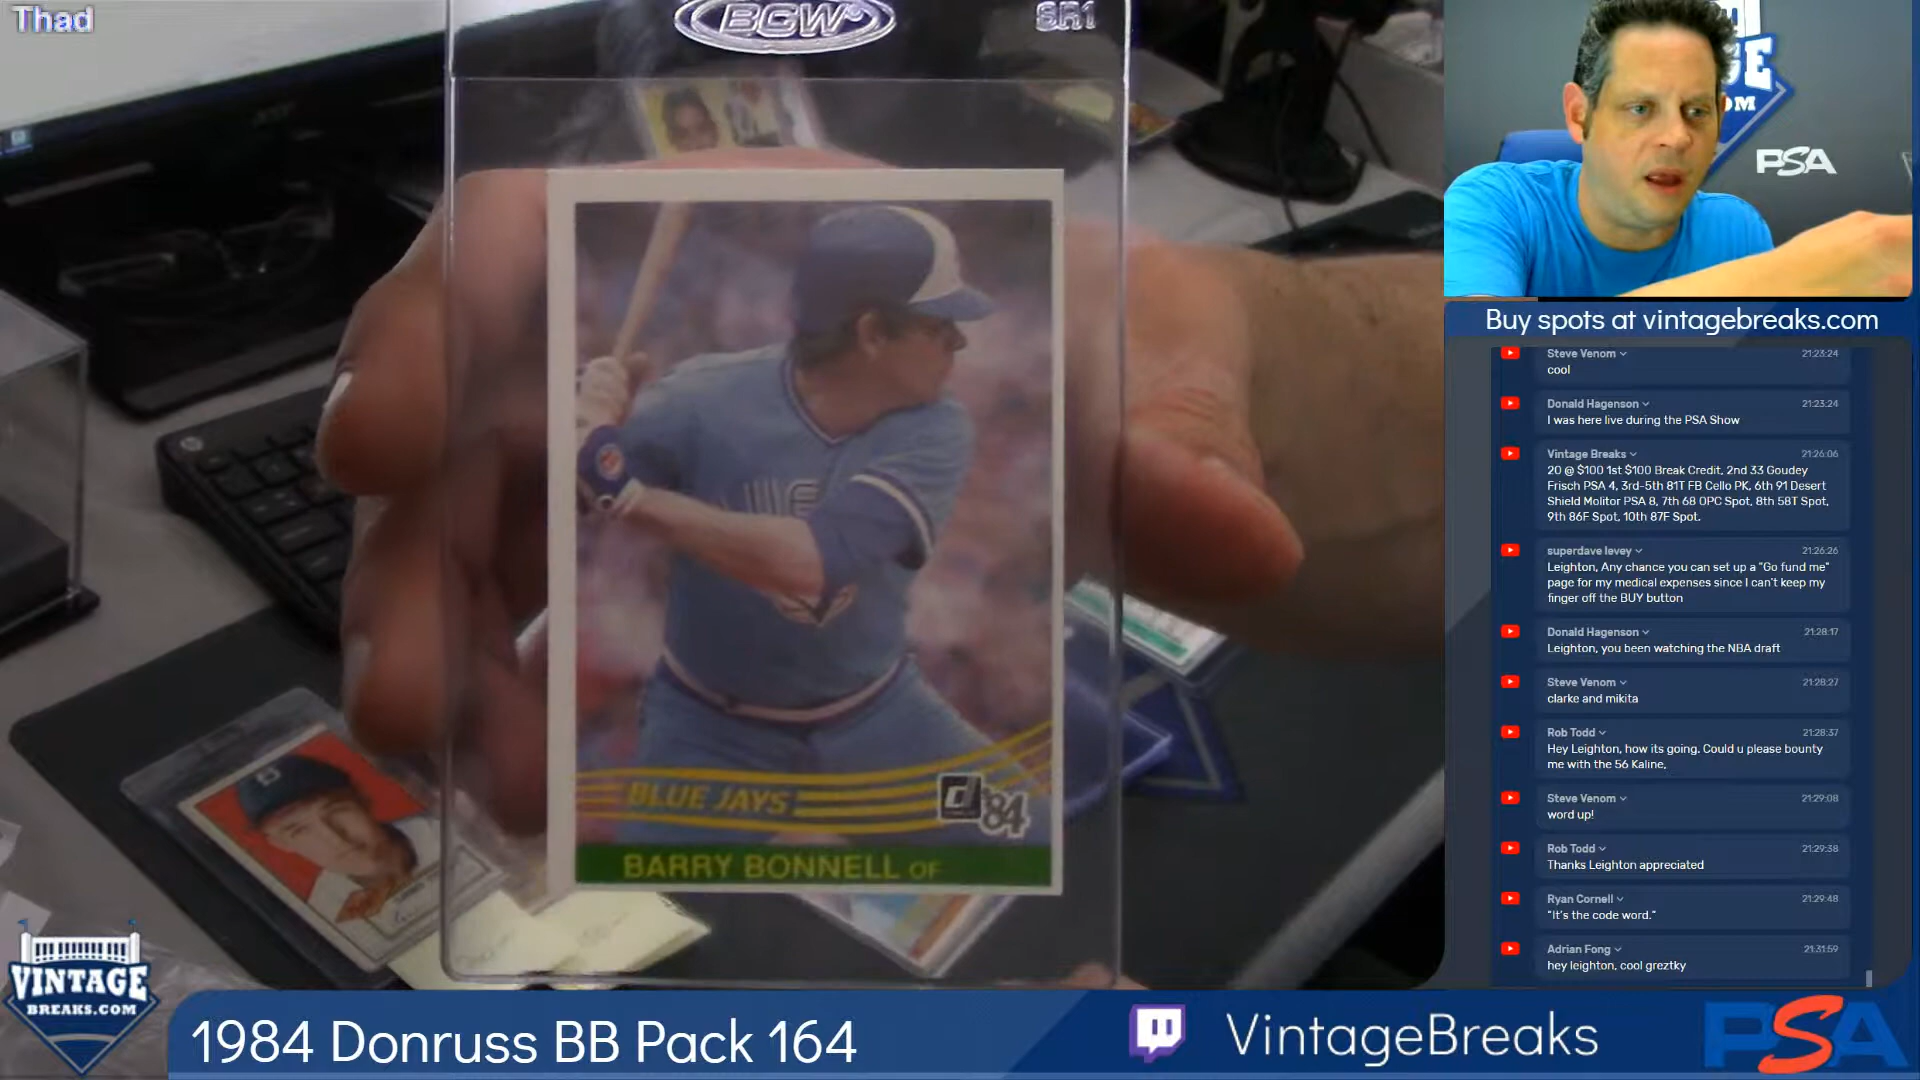 Thad
BCW
SR1
PSA
BLUE JAYS
d '84
BARRY BONNELL OF
VINTAGE
BREAKS.COM
1984 Donruss BB Pack 164
VintageBreaks
PSA
Buy spots at vintagebreaks.com
Steve Venom 21:23:24
cool
Donald Hagenson 21:23:24
I was here live during the PSA Show
Vintage Breaks 21:26:06
20 @ $100 1st $100 Break Credit, 2nd 33 Goudey
Frisch PSA 4, 3rd-5th 81T FB Cello PK, 6th 91 Desert
Shield Molitor PSA 8, 7th 68 OPC Spot, 8th 58T Spot,
9th 86F Spot, 10th 87F Spot.
superdave levey 21:26:26
Leighton, Any chance you can set up a "Go fund me"
page for my medical expenses since I can't keep my
finger off the BUY button
Donald Hagenson 21:28:17
Leighton, you been watching the NBA draft
Steve Venom 21:28:27
clarke and mikita
Rob Todd 21:28:37
Hey Leighton, how its going. Could u please bounty
me with the 56 Kaline,
Steve Venom 21:29:08
word up!
Rob Todd 21:29:38
Thanks Leighton appreciated
Ryan Cornell 21:29:48
"It's the code word."
Adrian Fong 21:31:59
hey leighton, cool greztky